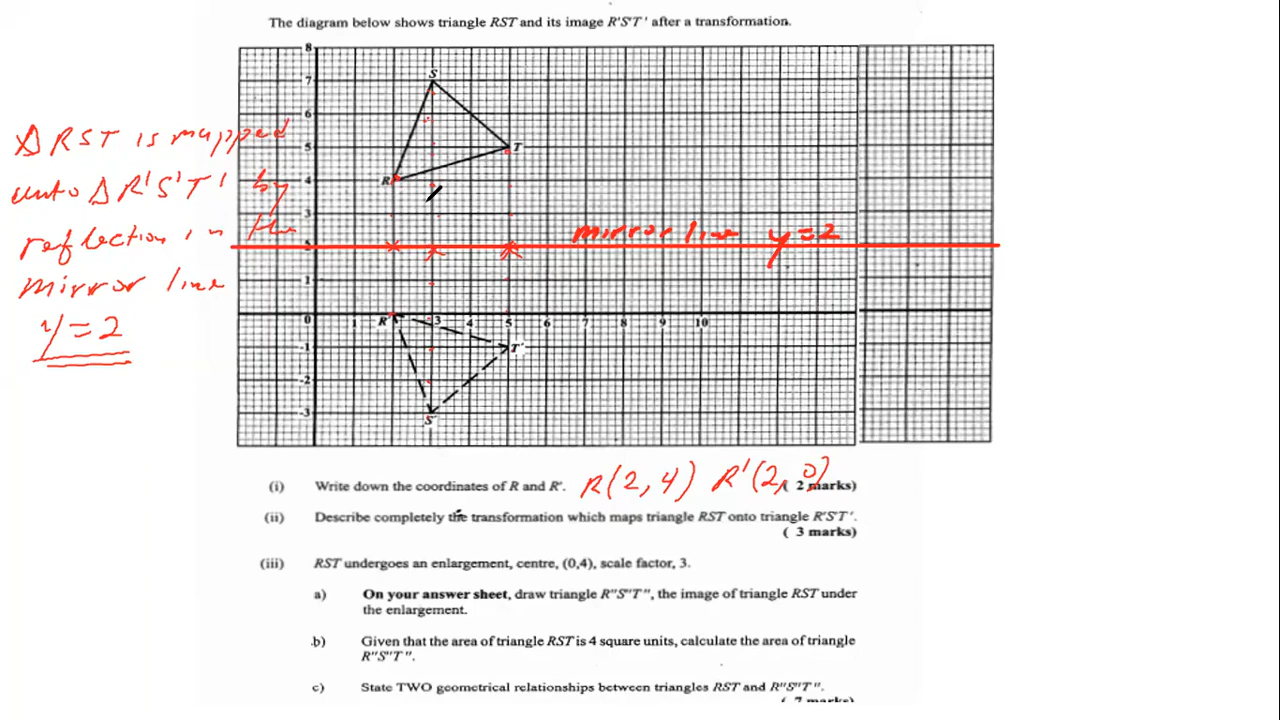 The diagram below shows triangle RST and its image R'S'T' after a transformation.
8
S
7
6
5
T
R
4
3
mirror line y=2
1
0
1
R'
3
4
5
6
7
8
9
10
-1
T'
-2
-3
S'
Δ RST is mapped
unto Δ R'S'T' by
reflection in the
mirror line
y=2
(i) Write down the coordinates of R and R'. R(2,4) R'(2,0) ( 2 marks)
(ii) Describe completely the transformation which maps triangle RST onto triangle R'S'T'.
( 3 marks)
(iii) RST undergoes an enlargement, centre, (0,4), scale factor, 3.
a) On your answer sheet, draw triangle R"S"T", the image of triangle RST under
the enlargement.
b) Given that the area of triangle RST is 4 square units, calculate the area of triangle
R"S"T".
c) State TWO geometrical relationships between triangles RST and R"S"T".
( 7 marks)